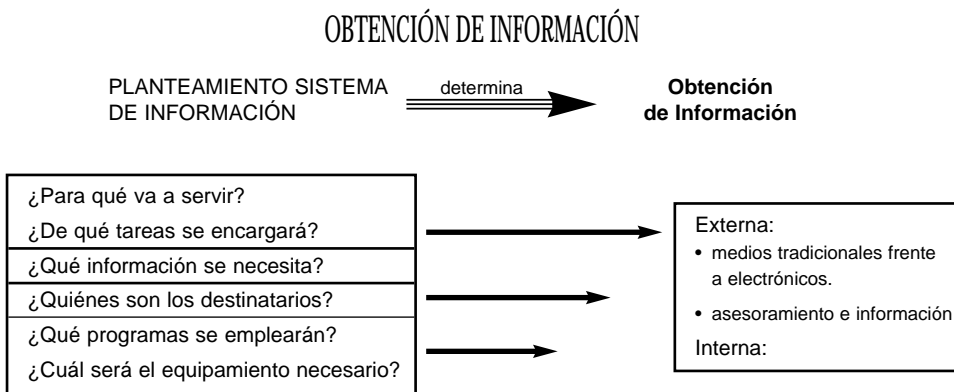 OBTENCIÓN DE INFORMACIÓN
PLANTEAMIENTO SISTEMA
DE INFORMACIÓN
determina
Obtención
de Información
¿Para qué va a servir?
¿De qué tareas se encargará?
¿Qué información se necesita?
¿Quiénes son los destinatarios?
¿Qué programas se emplearán?
¿Cuál será el equipamiento necesario?
Externa:
• medios tradicionales frente
a electrónicos.
• asesoramiento e información
Interna: